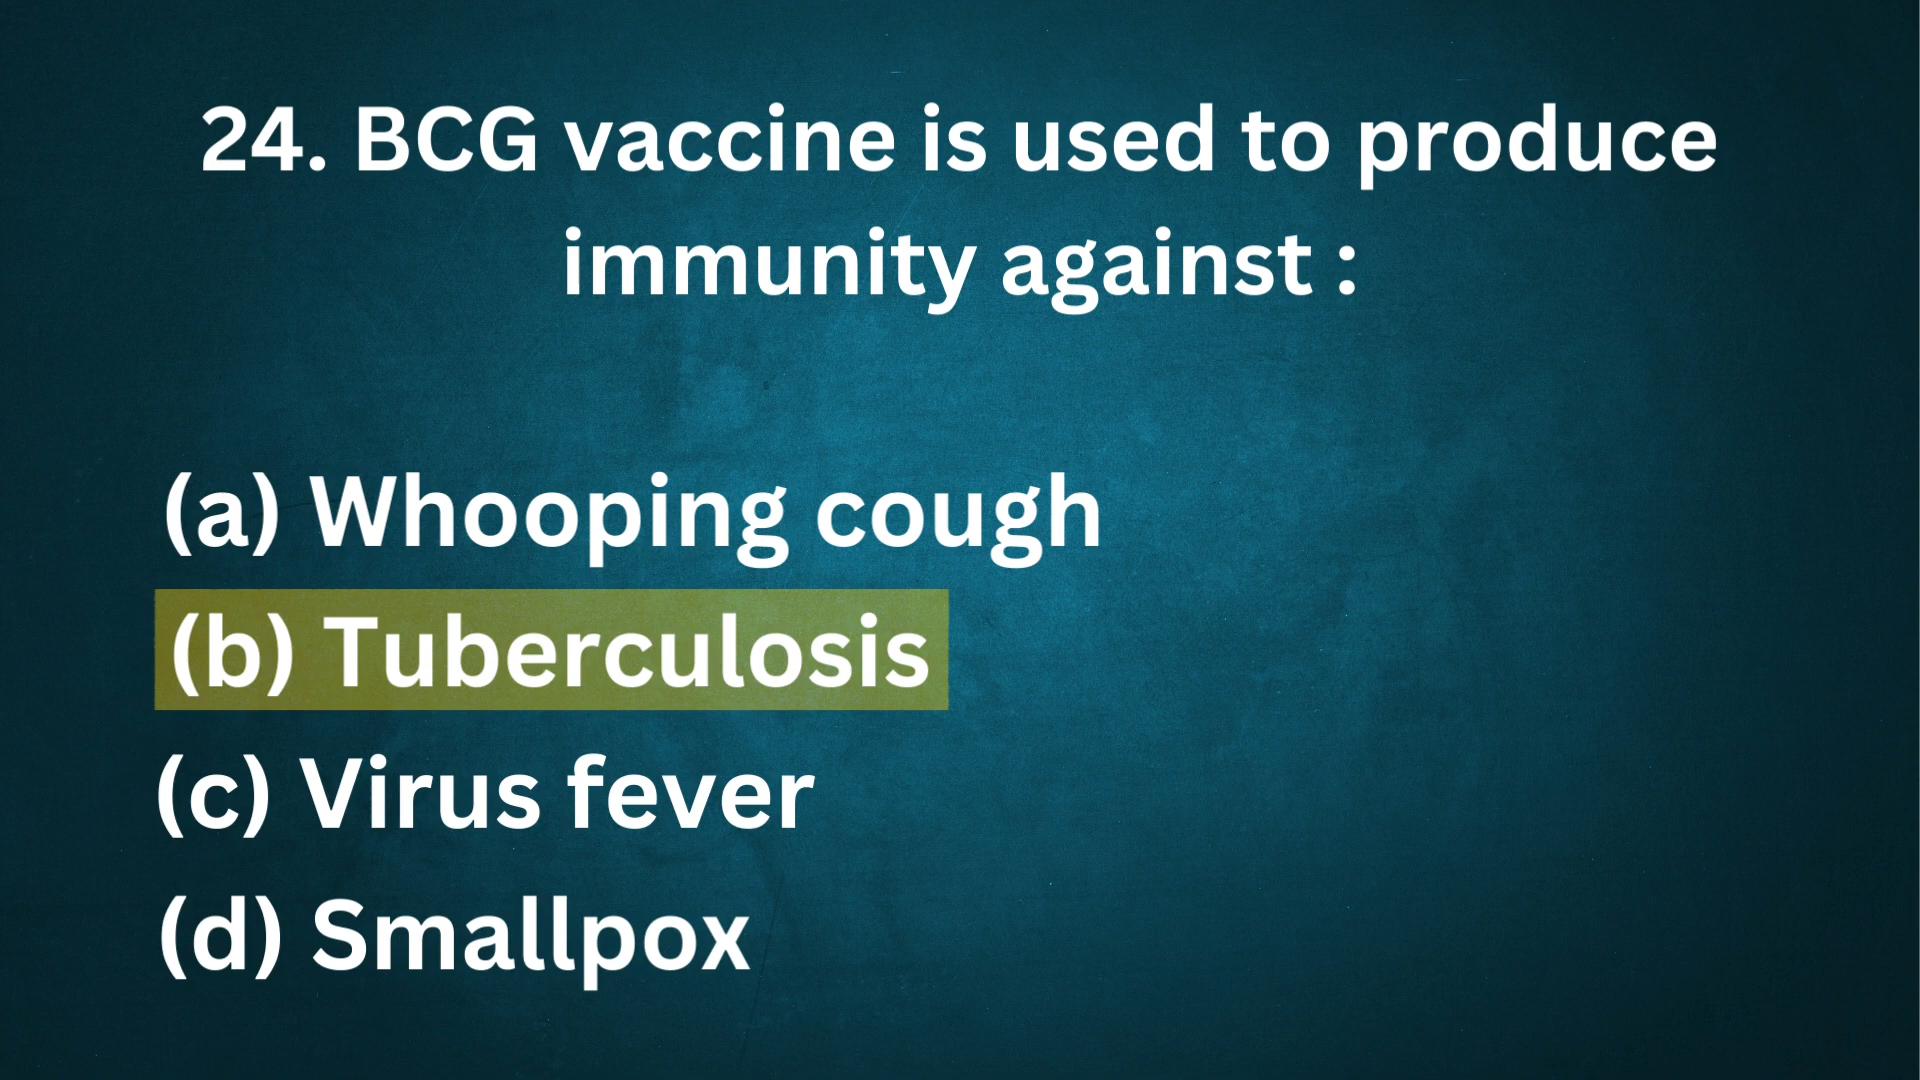 24. BCG vaccine is used to produce
immunity against :
(a) Whooping cough
(b) Tuberculosis
(c) Virus fever
(d) Smallpox